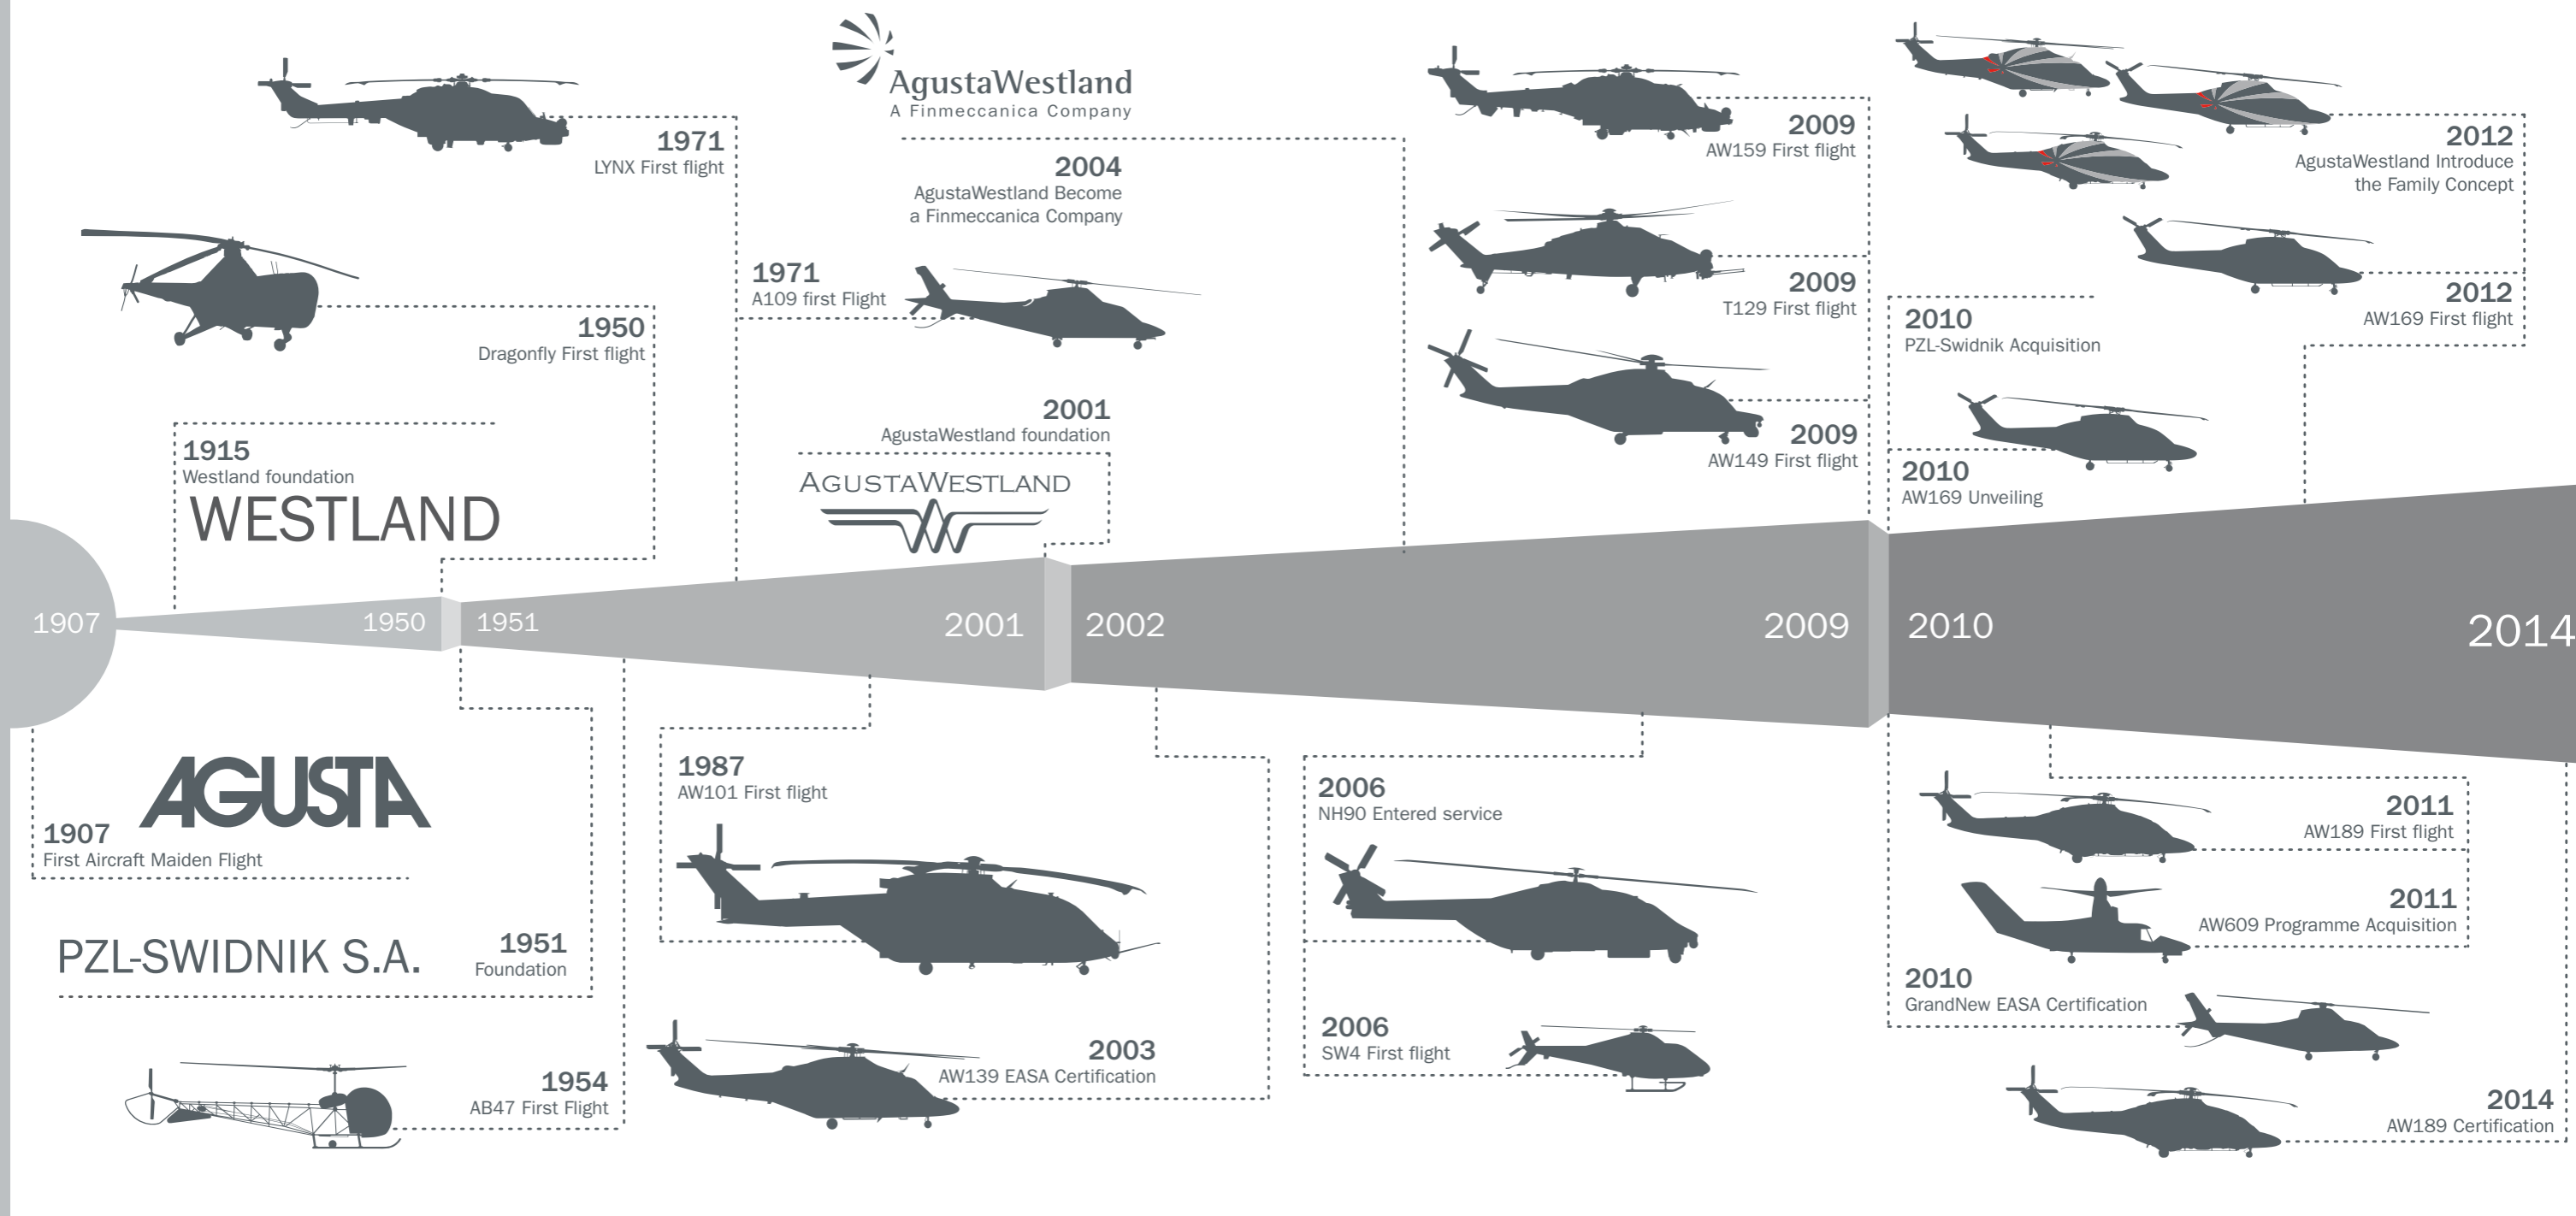 1971
LYNX First flight
1950
Dragonfly First flight
1915
Westland foundation
WESTLAND
AgustaWestland
A Finmeccanica Company
2004
AgustaWestland Become
a Finmeccanica Company
1971
A109 first Flight
2001
AgustaWestland foundation
AGUSTAWESTLAND
2009
AW159 First flight
2009
T129 First flight
2009
AW149 First flight
2012
AgustaWestland Introduce
the Family Concept
2012
AW169 First flight
2010
PZL-Swidnik Acquisition
2010
AW169 Unveiling
1907
1950
1951
2001
2002
2009
2010
2014
AGUSTA
1907
First Aircraft Maiden Flight
PZL-SWIDNIK S.A.
1951
Foundation
1954
AB47 First Flight
1987
AW101 First flight
2003
AW139 EASA Certification
2006
NH90 Entered service
2006
SW4 First flight
2011
AW189 First flight
2011
AW609 Programme Acquisition
2010
GrandNew EASA Certification
2014
AW189 Certification